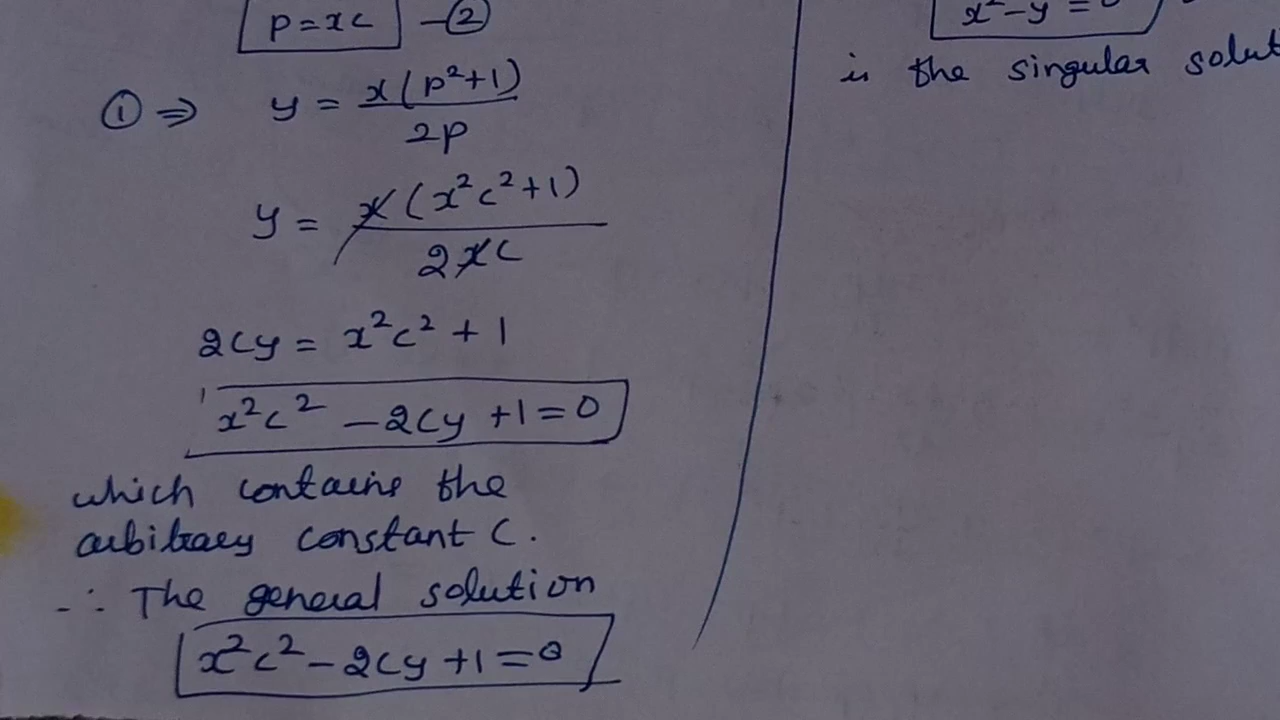 p=xc —②
① ⇒ y = x(p²+1)
2p
y = x(x²c²+1)
2xc
2cy = x²c² + 1
x²c² – 2cy + 1 = 0
which contains the
arbitrary constant C.
∴ The general solution
x²c² – 2cy + 1 = 0
is the singular